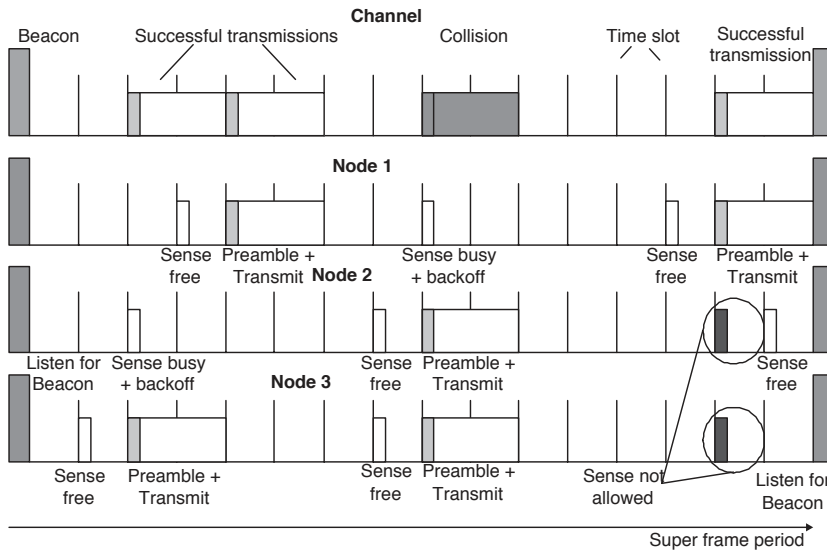 Channel
Beacon
Successful transmissions
Collision
Time slot
Successful
transmission
Node 1
Sense
free
Preamble +
Transmit
Sense busy
+ backoff
Sense
free
Preamble +
Transmit
Node 2
Listen for
Beacon
Sense busy
+ backoff
Sense
free
Preamble +
Transmit
Sense
free
Node 3
Sense
free
Preamble +
Transmit
Sense
free
Preamble +
Transmit
Sense not
allowed
Listen for
Beacon
Super frame period